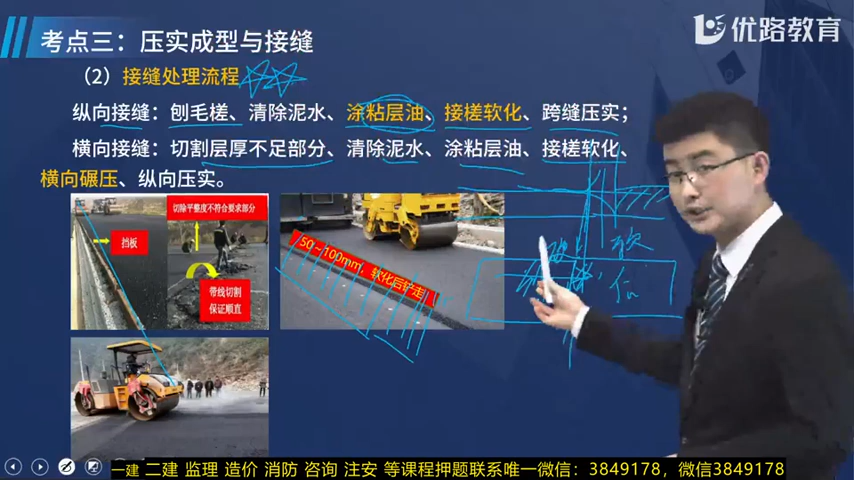 考点三：压实成型与接缝
优路教育
（2）接缝处理流程
纵向接缝：刨毛槎、清除泥水、涂粘层油、接槎软化、跨缝压实；
横向接缝：切割层厚不足部分、清除泥水、涂粘层油、接槎软化、
横向碾压、纵向压实。
切除平整度不符合要求部分
挡板
带线切割
保证顺直
50～100mm，软化后铲走
一建 二建 监理 造价 消防 咨询 注安 等课程押题联系唯一微信：3849178，微信3849178